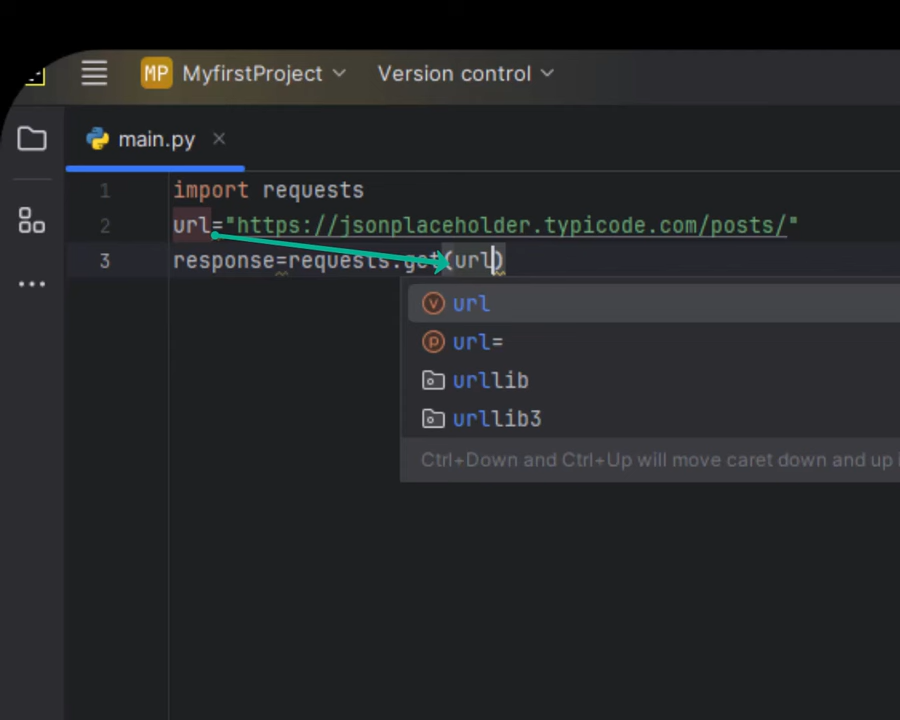 MP MyfirstProject Version control
main.py
1 import requests
2 url="https://jsonplaceholder.typicode.com/posts/"
3 response=requests.get(url)
v url
p url=
urllib
urllib3
Ctrl+Down and Ctrl+Up will move caret down and up